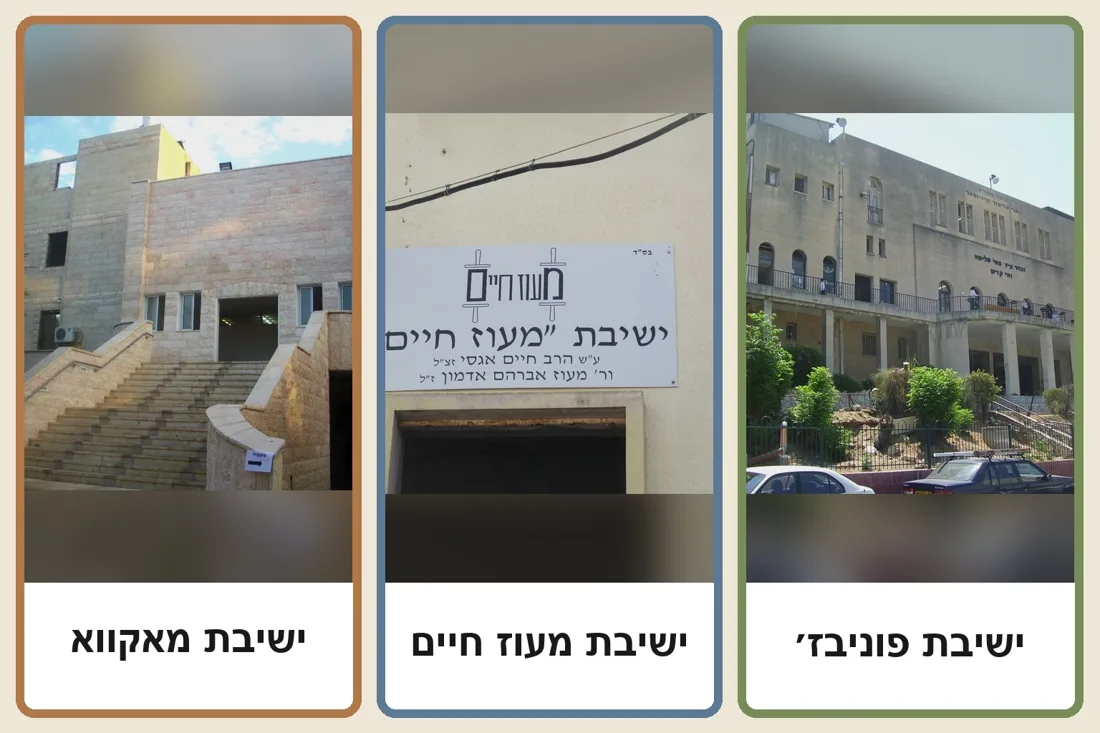 בס"ד
מעוז חיים
ישיבת "מעוז חיים
ע"ש הרב חיים אגסי זצ"ל
ור' מעוז אברהם אדמון ז"ל
ישיבת מאקווא
ישיבת מעוז חיים
ישיבת פוניבז׳